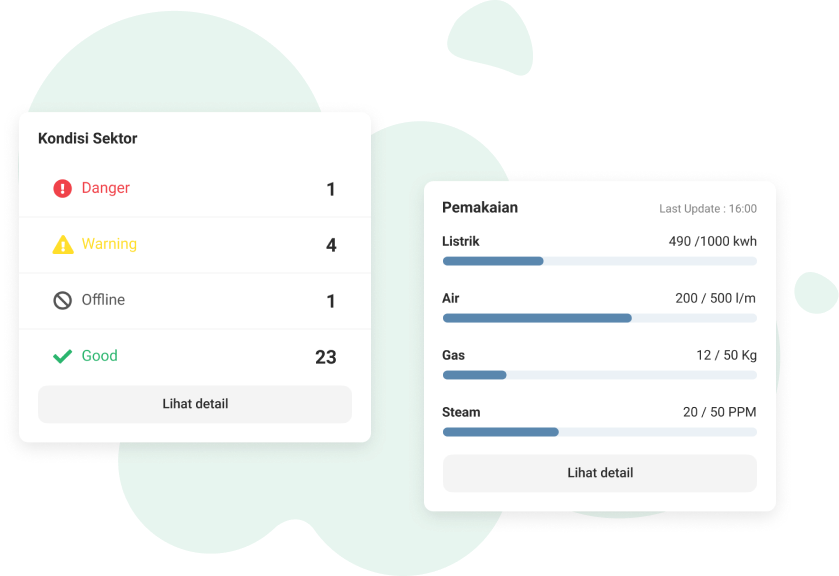 Kondisi Sektor
Danger 1
Warning 4
Offline 1
Good 23
Lihat detail
Pemakaian Last Update : 16:00
Listrik 490 /1000 kwh
Air 200 / 500 l/m
Gas 12 / 50 Kg
Steam 20 / 50 PPM
Lihat detail